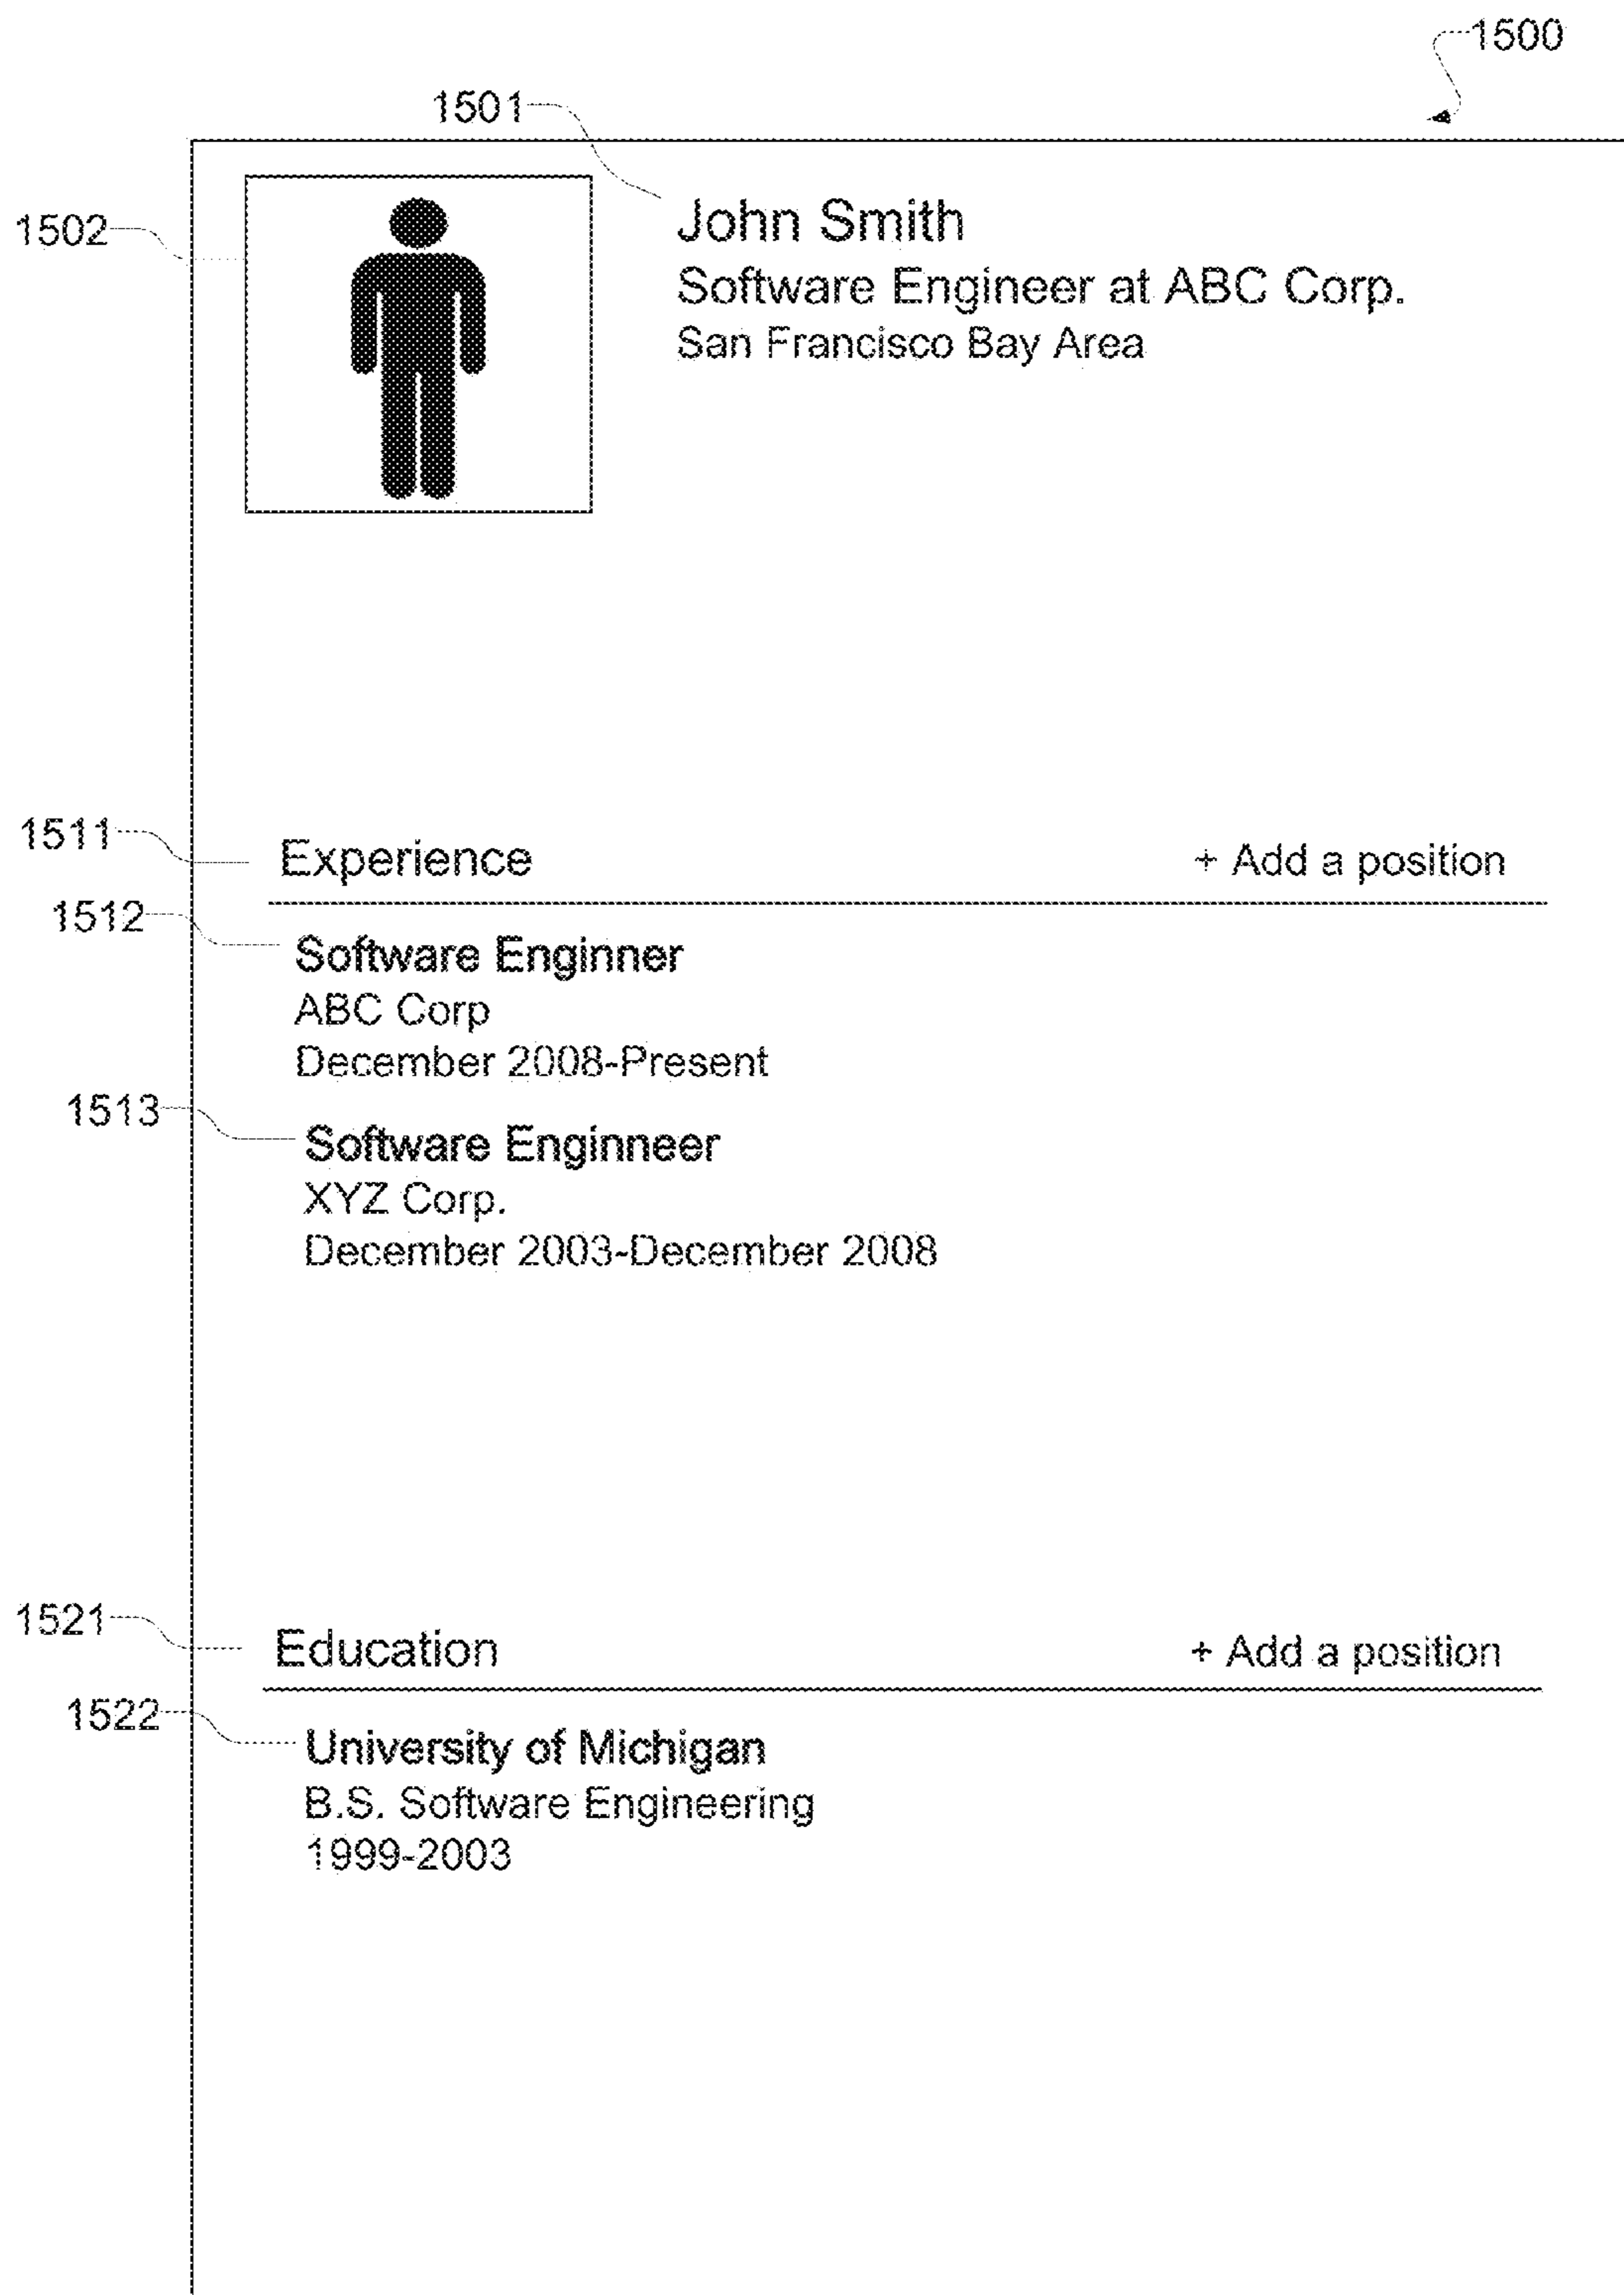 1500
1501
1502
John Smith
Software Engineer at ABC Corp.
San Francisco Bay Area
1511
Experience + Add a position
1512
Software Enginner
ABC Corp
December 2008-Present
1513
Software Enginneer
XYZ Corp.
December 2003-December 2008
1521
Education + Add a position
1522
University of Michigan
B.S. Software Engineering
1999-2003